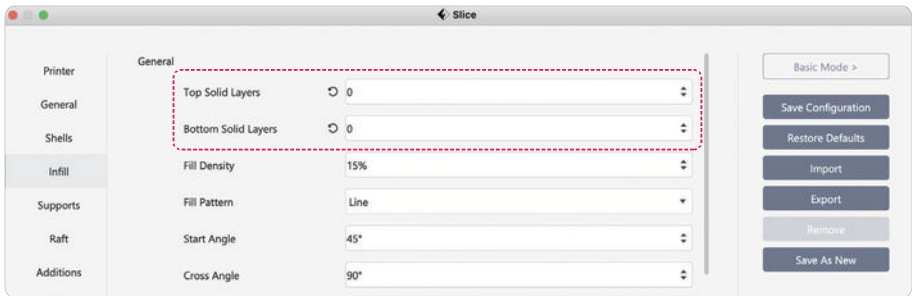 Slice
Printer
General
Shells
Infill
Supports
Raft
Additions
General
Top Solid Layers 0
Bottom Solid Layers 0
Fill Density 15%
Fill Pattern Line
Start Angle 45°
Cross Angle 90°
Basic Mode >
Save Configuration
Restore Defaults
Import
Export
Remove
Save As New